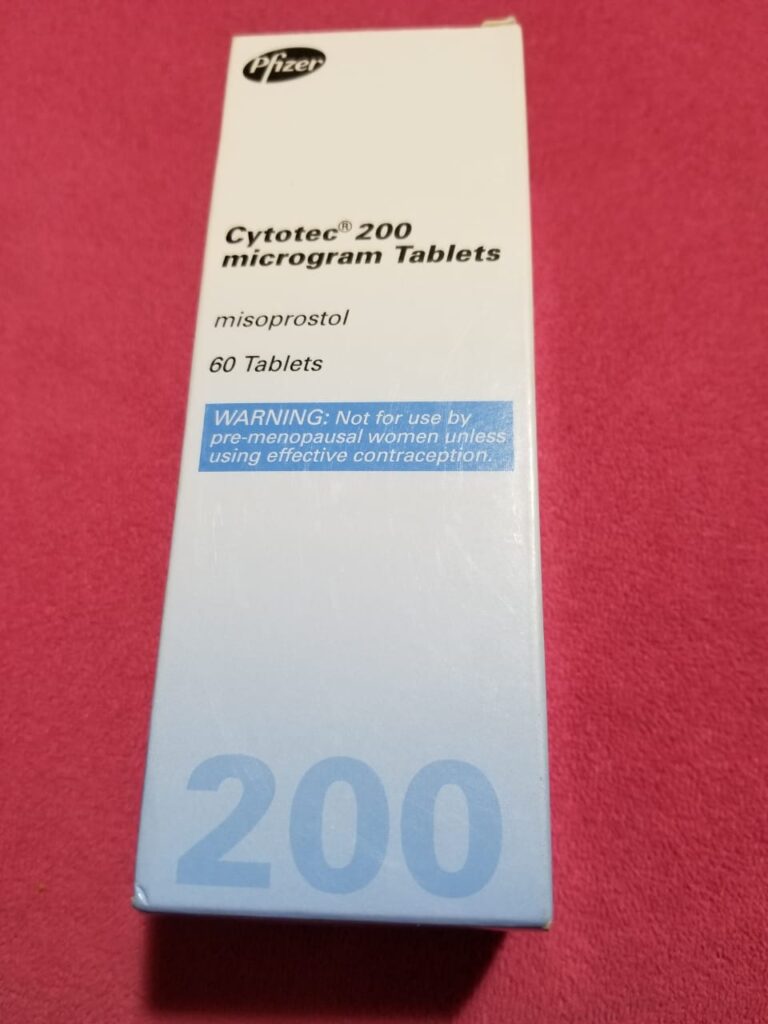 Pfizer
Cytotec® 200
microgram Tablets
misoprostol
60 Tablets
WARNING: Not for use by
pre-menopausal women unless
using effective contraception.
200